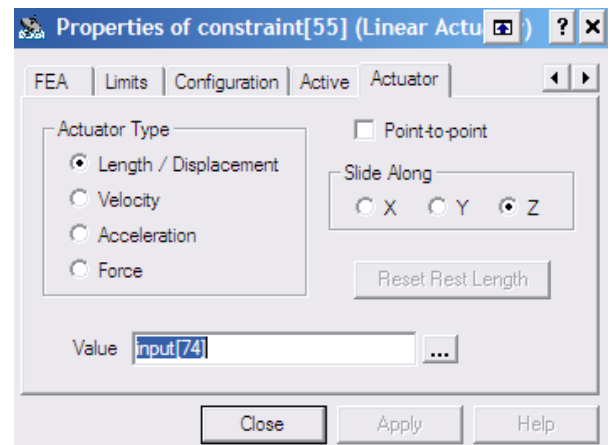 Properties of constraint[55] (Linear Actu )
FEA Limits Configuration Active Actuator
Actuator Type
Length / Displacement
Velocity
Acceleration
Force
Point-to-point
Slide Along
X Y Z
Reset Rest Length
Value input[74] ...
Close Apply Help